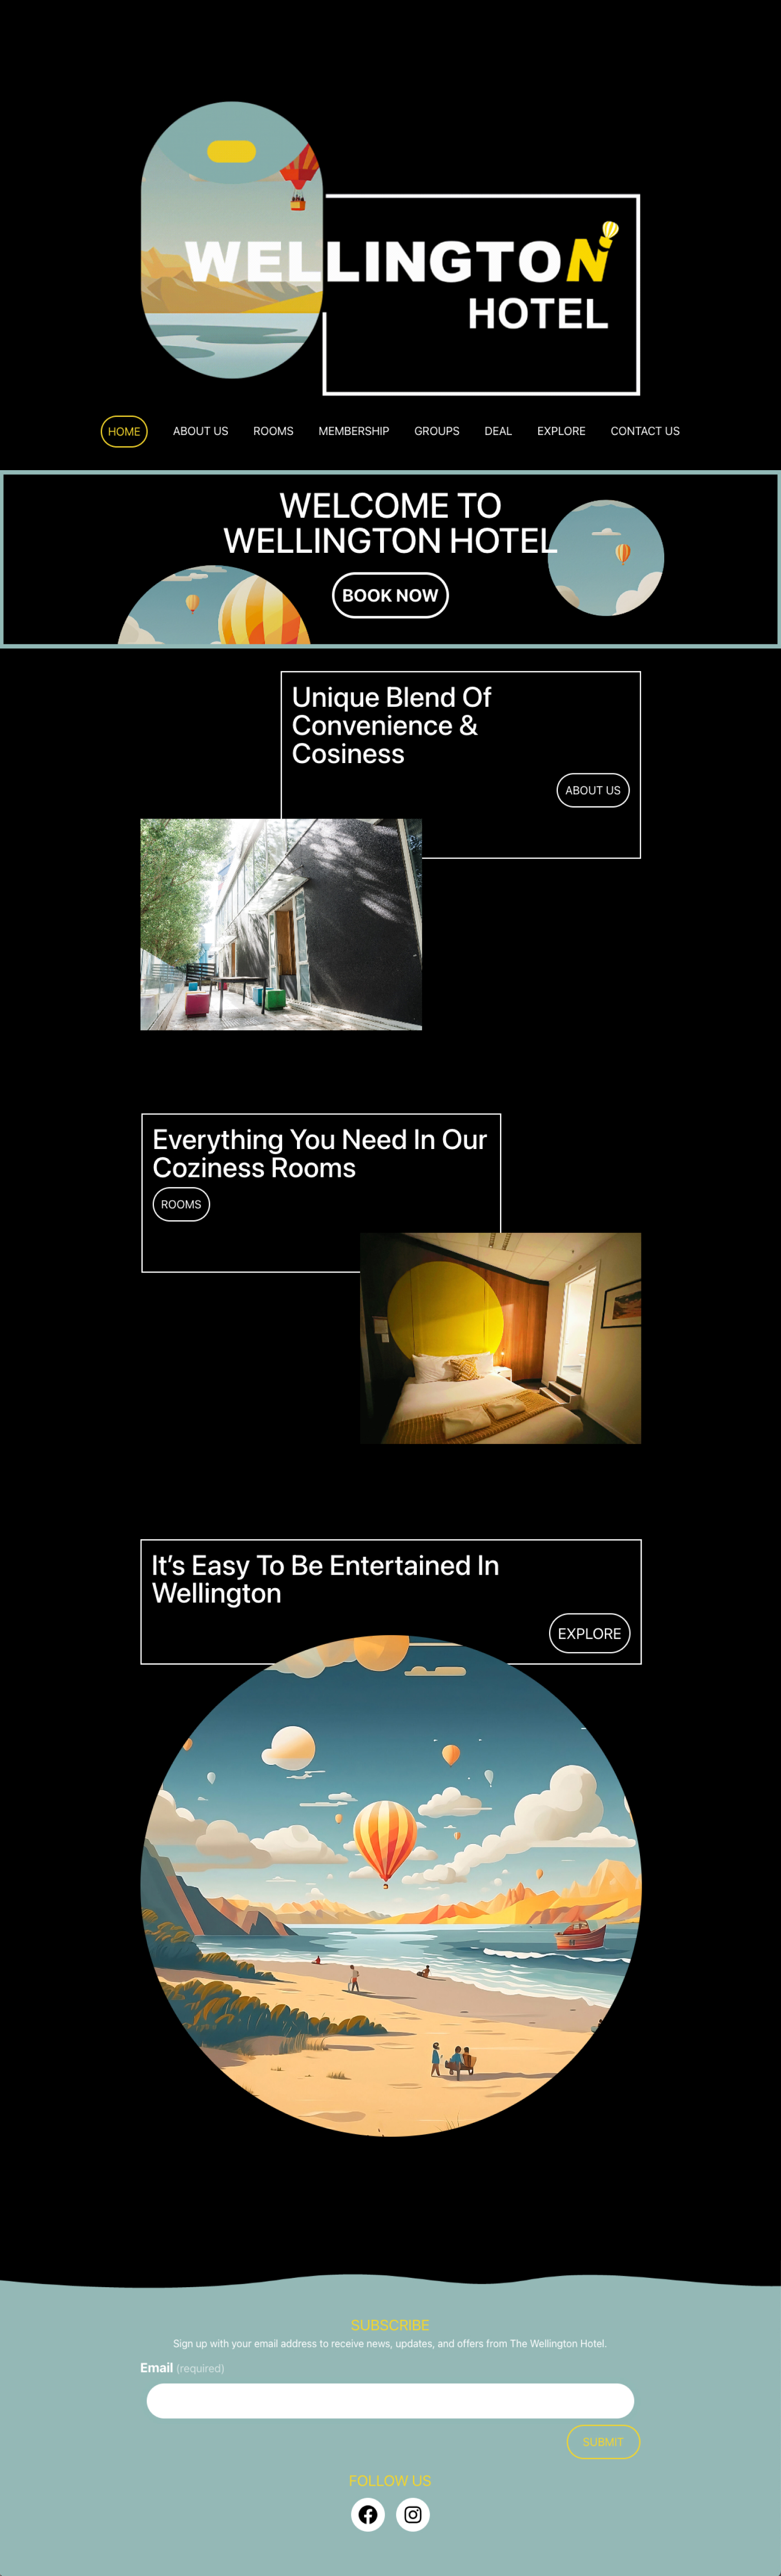 WELLINGTON
HOTEL
HOME ABOUT US ROOMS MEMBERSHIP GROUPS DEAL EXPLORE CONTACT US
WELCOME TO
WELLINGTON HOTEL
BOOK NOW
Unique Blend Of
Convenience &
Cosiness
ABOUT US
Everything You Need In Our
Coziness Rooms
ROOMS
It’s Easy To Be Entertained In
Wellington
EXPLORE
SUBSCRIBE
Sign up with your email address to receive news, updates, and offers from The Wellington Hotel.
Email (required)
SUBMIT
FOLLOW US